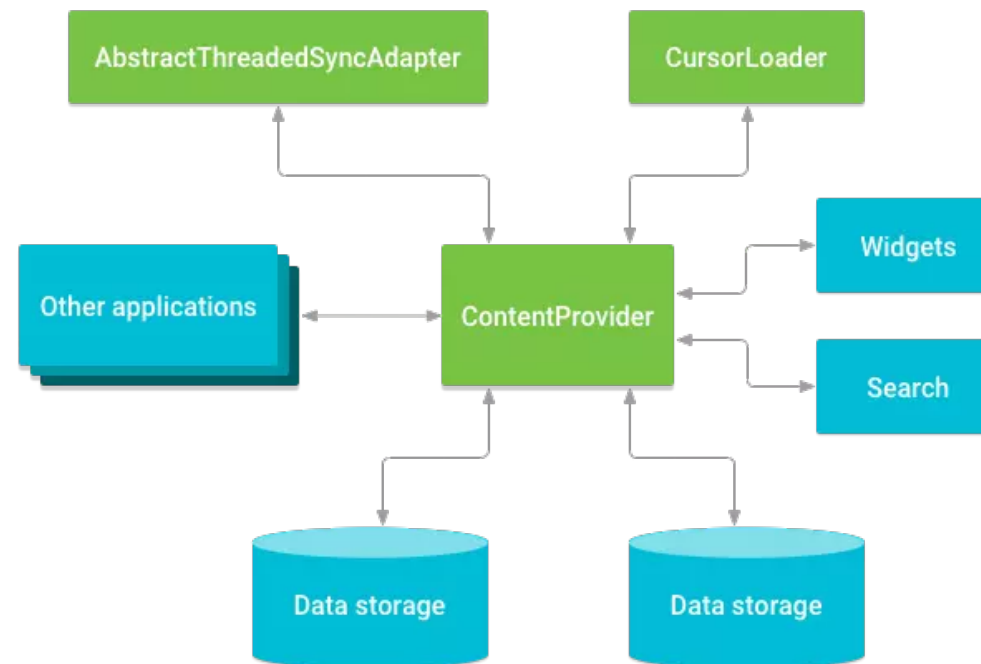 AbstractThreadedSyncAdapter
CursorLoader
Widgets
Other applications
ContentProvider
Search
Data storage
Data storage